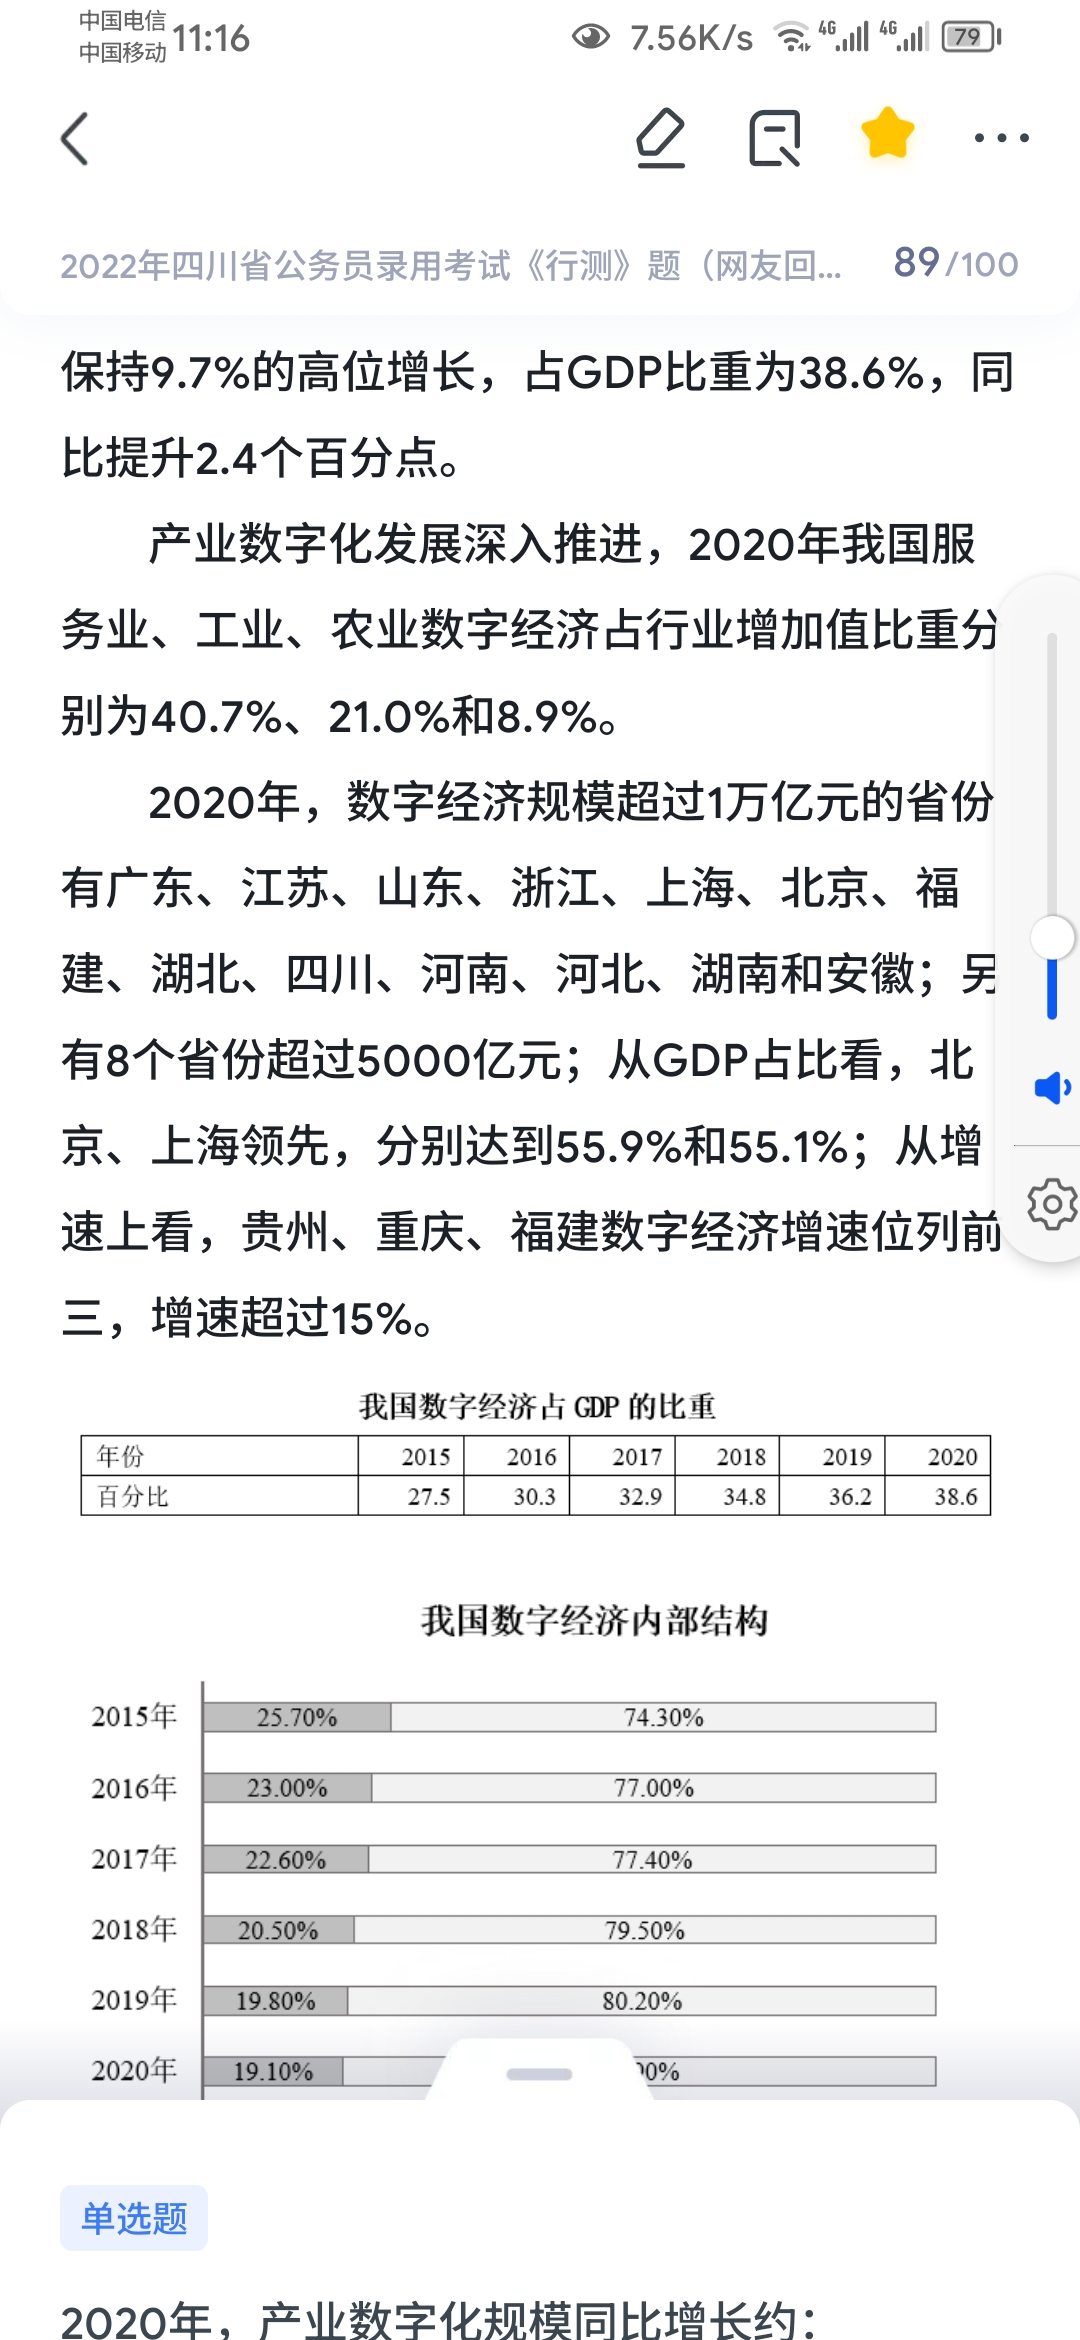 中国电信
中国移动
11:16
7.56K/s
4G
4G
79
2022年四川省公务员录用考试《行测》题（网友回...
89/100
保持9.7%的高位增长，占GDP比重为38.6%，同
比提升2.4个百分点。
产业数字化发展深入推进，2020年我国服
务业、工业、农业数字经济占行业增加值比重分
别为40.7%、21.0%和8.9%。
2020年，数字经济规模超过1万亿元的省份
有广东、江苏、山东、浙江、上海、北京、福
建、湖北、四川、河南、河北、湖南和安徽；另
有8个省份超过5000亿元；从GDP占比看，北
京、上海领先，分别达到55.9%和55.1%；从增
速上看，贵州、重庆、福建数字经济增速位列前
三，增速超过15%。
我国数字经济占 GDP 的比重
年份 2015 2016 2017 2018 2019 2020
百分比 27.5 30.3 32.9 34.8 36.2 38.6
我国数字经济内部结构
2015年 25.70% 74.30%
2016年 23.00% 77.00%
2017年 22.60% 77.40%
2018年 20.50% 79.50%
2019年 19.80% 80.20%
2020年 19.10%
单选题
2020年，产业数字化规模同比增长约：